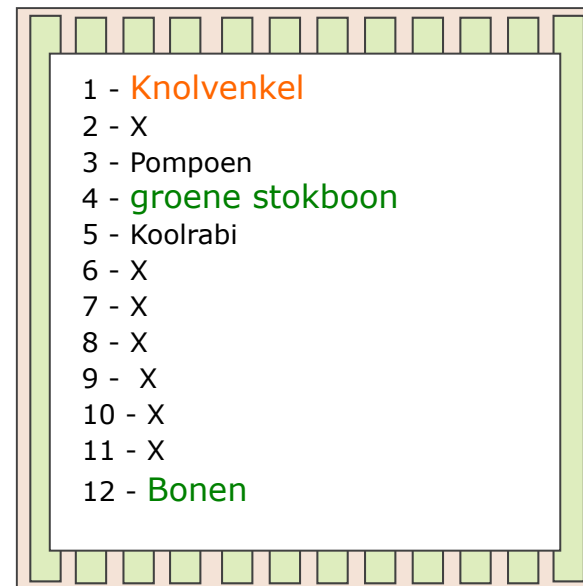 1 - Knolvenkel
2 - X
3 - Pompoen
4 - groene stokboon
5 - Koolrabi
6 - X
7 - X
8 - X
9 -  X
10 - X
11 - X
12 - Bonen